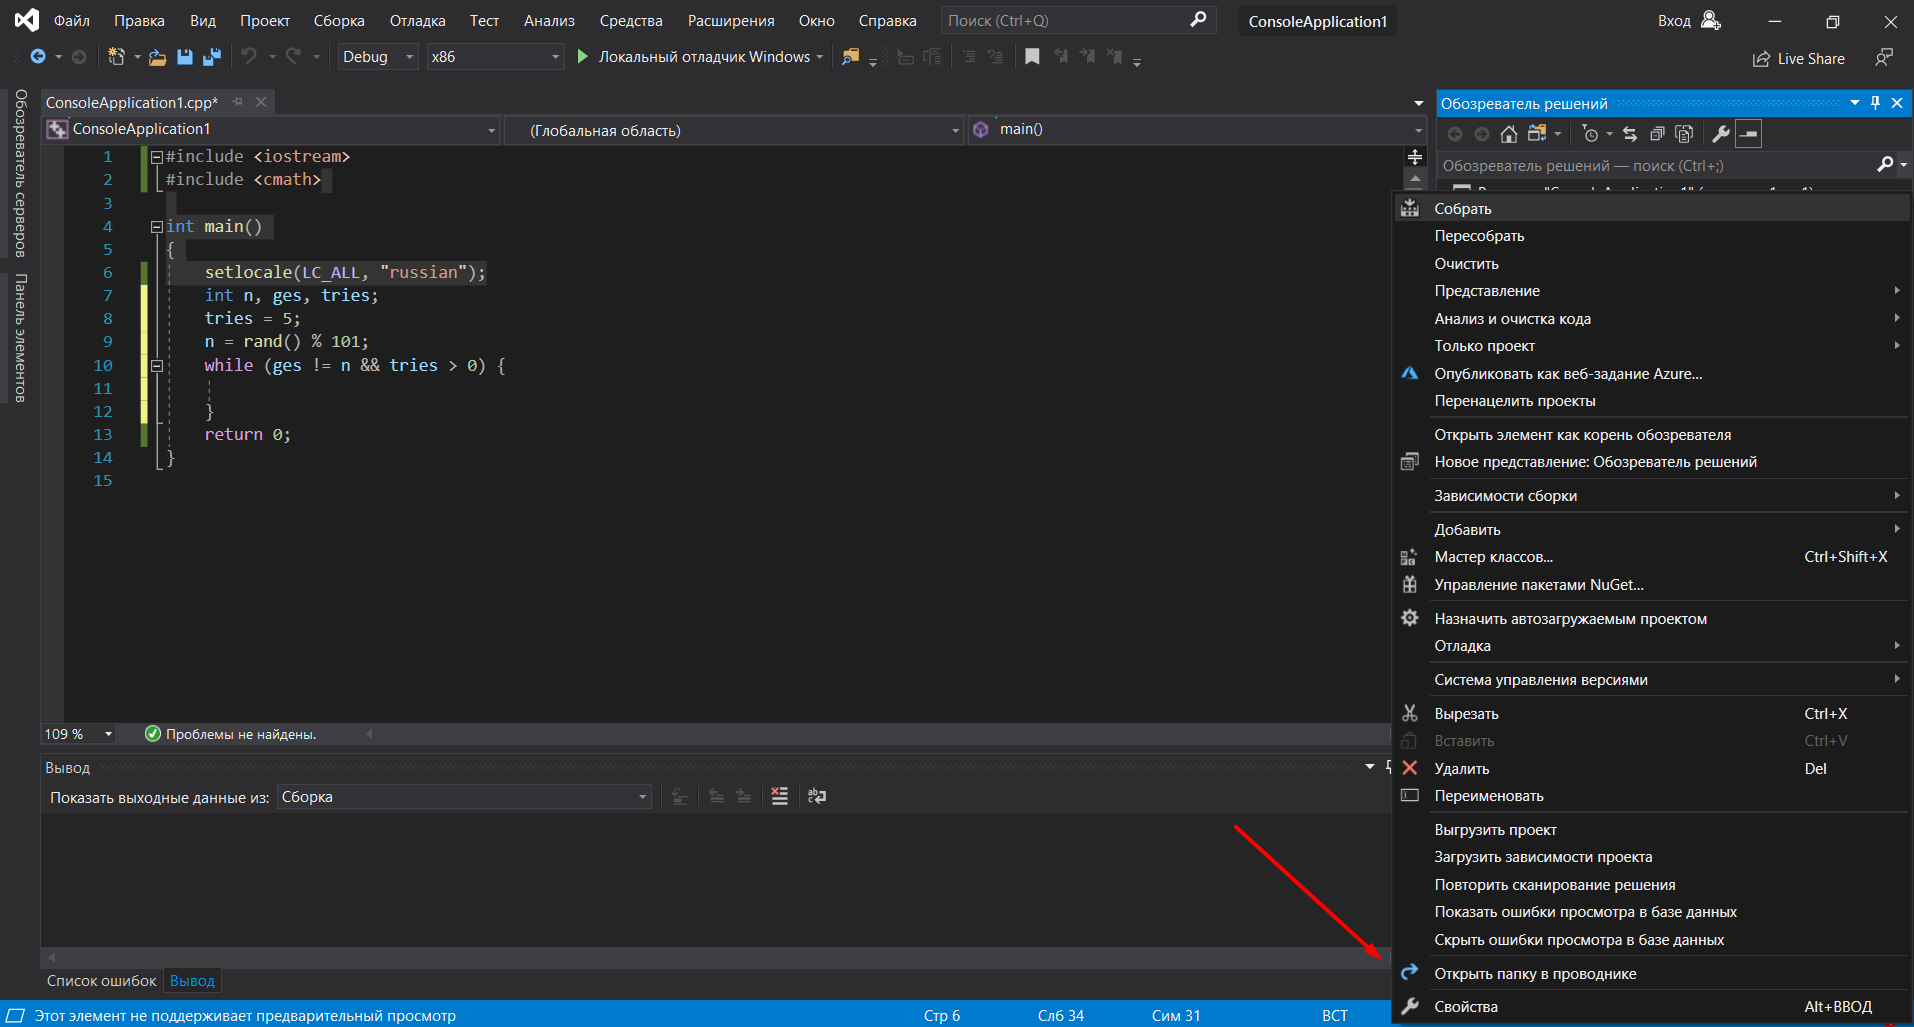 Файл Правка Вид Проект Сборка Отладка Тест Анализ Средства Расширения Окно Справка Поиск (Ctrl+Q) ConsoleApplication1 Вход
Debug x86 Локальный отладчик Windows Live Share
Обозреватель серверов
Панель элементов
ConsoleApplication1.cpp*
ConsoleApplication1 (Глобальная область) main()
1 #include <iostream>
2 #include <cmath>
3
4 int main()
5 {
6 setlocale(LC_ALL, "russian");
7 int n, ges, tries;
8 tries = 5;
9 n = rand() % 101;
10 while (ges != n && tries > 0) {
11
12 }
13 return 0;
14 }
15
109 % Проблемы не найдены.
Вывод
Показать выходные данные из: Сборка
Список ошибок Вывод
Обозреватель решений
Обозреватель решений — поиск (Ctrl+;)
Собрать
Пересобрать
Очистить
Представление
Анализ и очистка кода
Только проект
Опубликовать как веб-задание Azure...
Перенацелить проекты
Открыть элемент как корень обозревателя
Новое представление: Обозреватель решений
Зависимости сборки
Добавить
Мастер классов... Ctrl+Shift+X
Управление пакетами NuGet...
Назначить автозагружаемым проектом
Отладка
Система управления версиями
Вырезать Ctrl+X
Вставить Ctrl+V
Удалить Del
Переименовать
Выгрузить проект
Загрузить зависимости проекта
Повторить сканирование решения
Показать ошибки просмотра в базе данных
Скрыть ошибки просмотра в базе данных
Открыть папку в проводнике
Свойства Alt+ВВОД
Этот элемент не поддерживает предварительный просмотр Стр 6 Слб 34 Сим 31 ВСТ